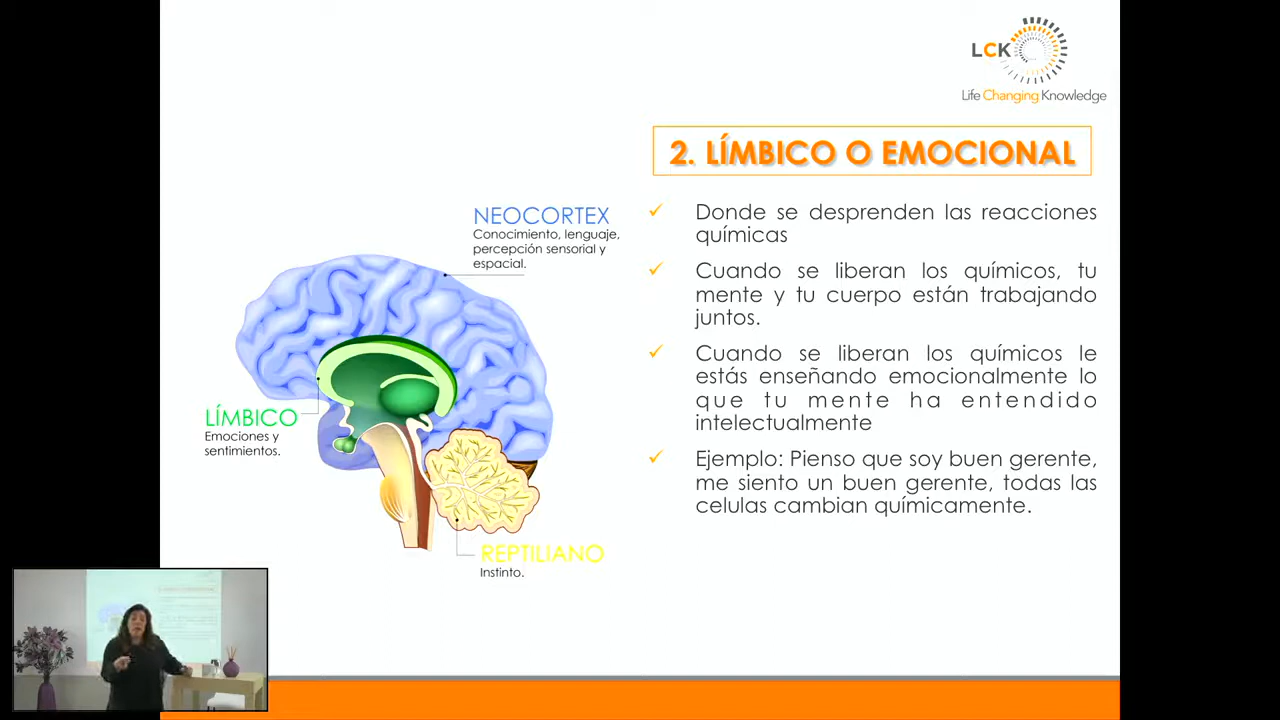 LCK
Life Changing Knowledge
2. LÍMBICO O EMOCIONAL
NEOCORTEX
Conocimiento, lenguaje,
percepción sensorial y
espacial.
LÍMBICO
Emociones y
sentimientos.
REPTILIANO
Instinto.
Donde se desprenden las reacciones
químicas
Cuando se liberan los químicos, tu
mente y tu cuerpo están trabajando
juntos.
Cuando se liberan los químicos le
estás enseñando emocionalmente lo
que tu mente ha entendido
intelectualmente
Ejemplo: Pienso que soy buen gerente,
me siento un buen gerente, todas las
celulas cambian químicamente.